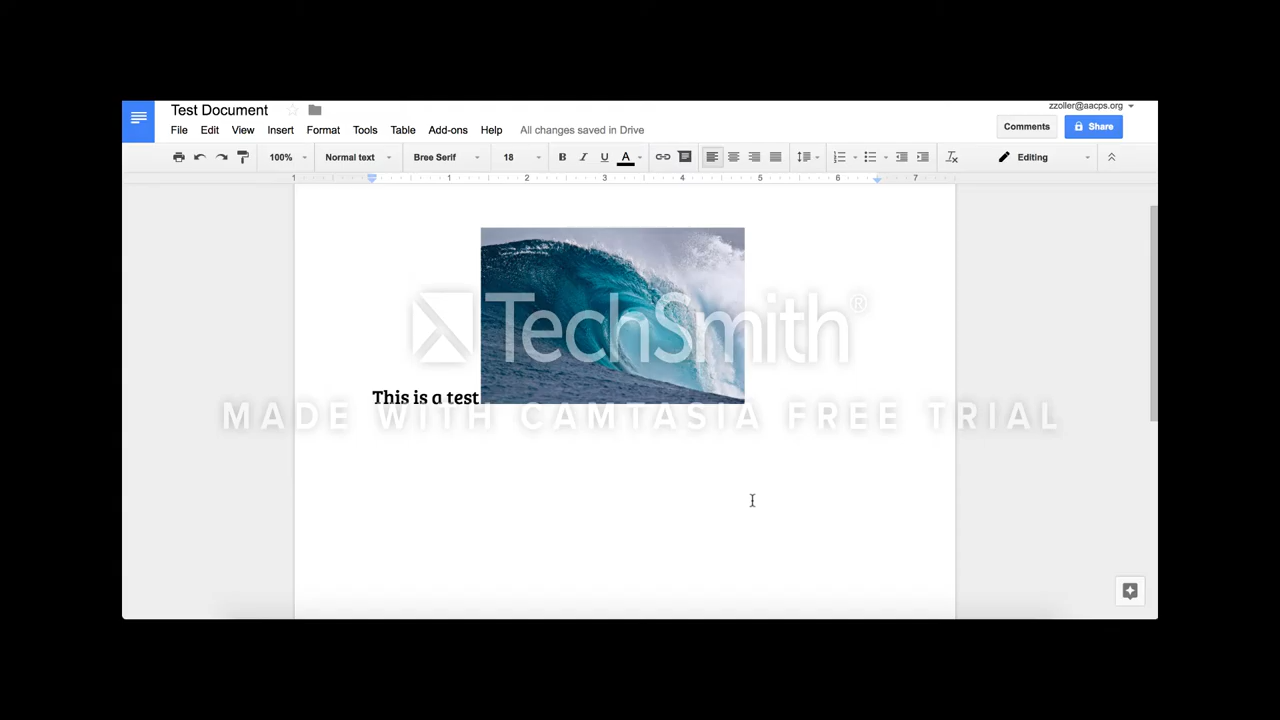 Test Document
zzoller@aacps.org
File Edit View Insert Format Tools Table Add-ons Help All changes saved in Drive
Comments Share
100% Normal text Bree Serif 18 B I U A Editing
1 1 2 3 4 5 6 7
TechSmith®
This is a test
MADE WITH CAMTASIA FREE TRIAL